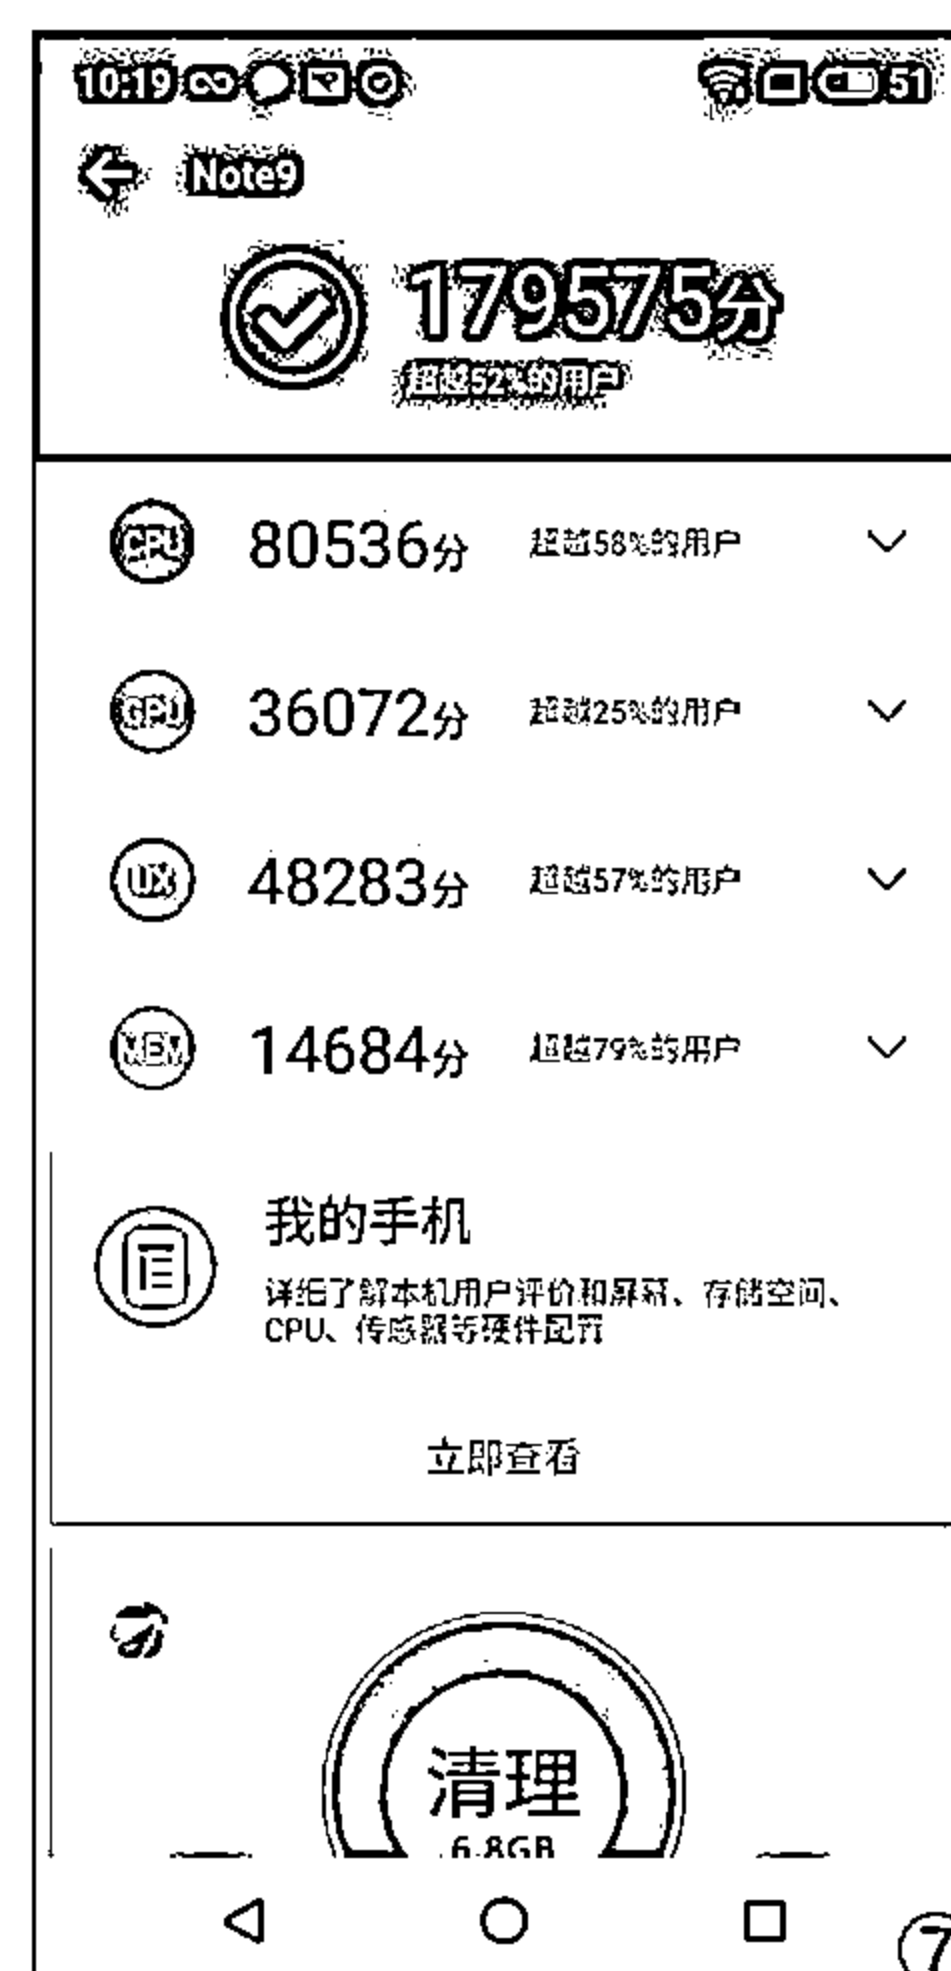 10:19 51
Note9
179575分
超越52%的用户
CPU 80536分 超越58%的用户
GPU 36072分 超越25%的用户
UX 48283分 超越57%的用户
MEM 14684分 超越79%的用户
我的手机
详细了解本机用户评价和屏幕、存储空间、
CPU、传感器等硬件配置
立即查看
清理
6.8GB
7